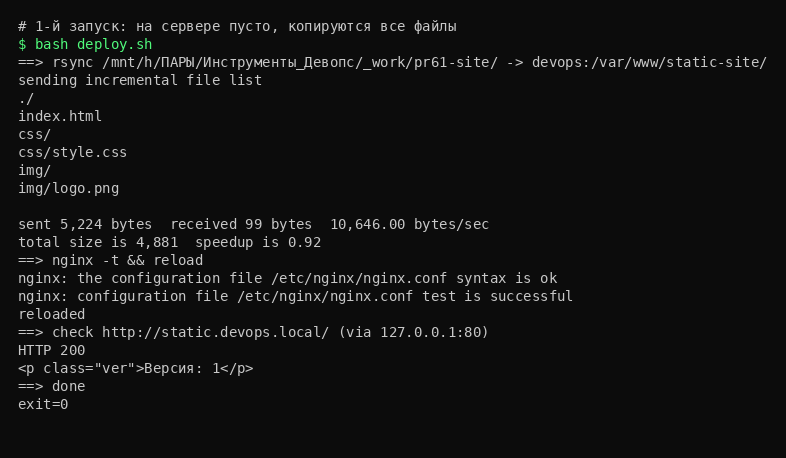 # 1-й запуск: на сервере пусто, копируются все файлы
$ bash deploy.sh
==> rsync /mnt/h/ПАРЫ/Инструменты_Девопс/_work/pr61-site/ -> devops:/var/www/static-site/
sending incremental file list
./
index.html
css/
css/style.css
img/
img/logo.png
sent 5,224 bytes  received 99 bytes  10,646.00 bytes/sec
total size is 4,881  speedup is 0.92
==> nginx -t && reload
nginx: the configuration file /etc/nginx/nginx.conf syntax is ok
nginx: configuration file /etc/nginx/nginx.conf test is successful
reloaded
==> check http://static.devops.local/ (via 127.0.0.1:80)
HTTP 200
<p class="ver">Версия: 1</p>
==> done
exit=0